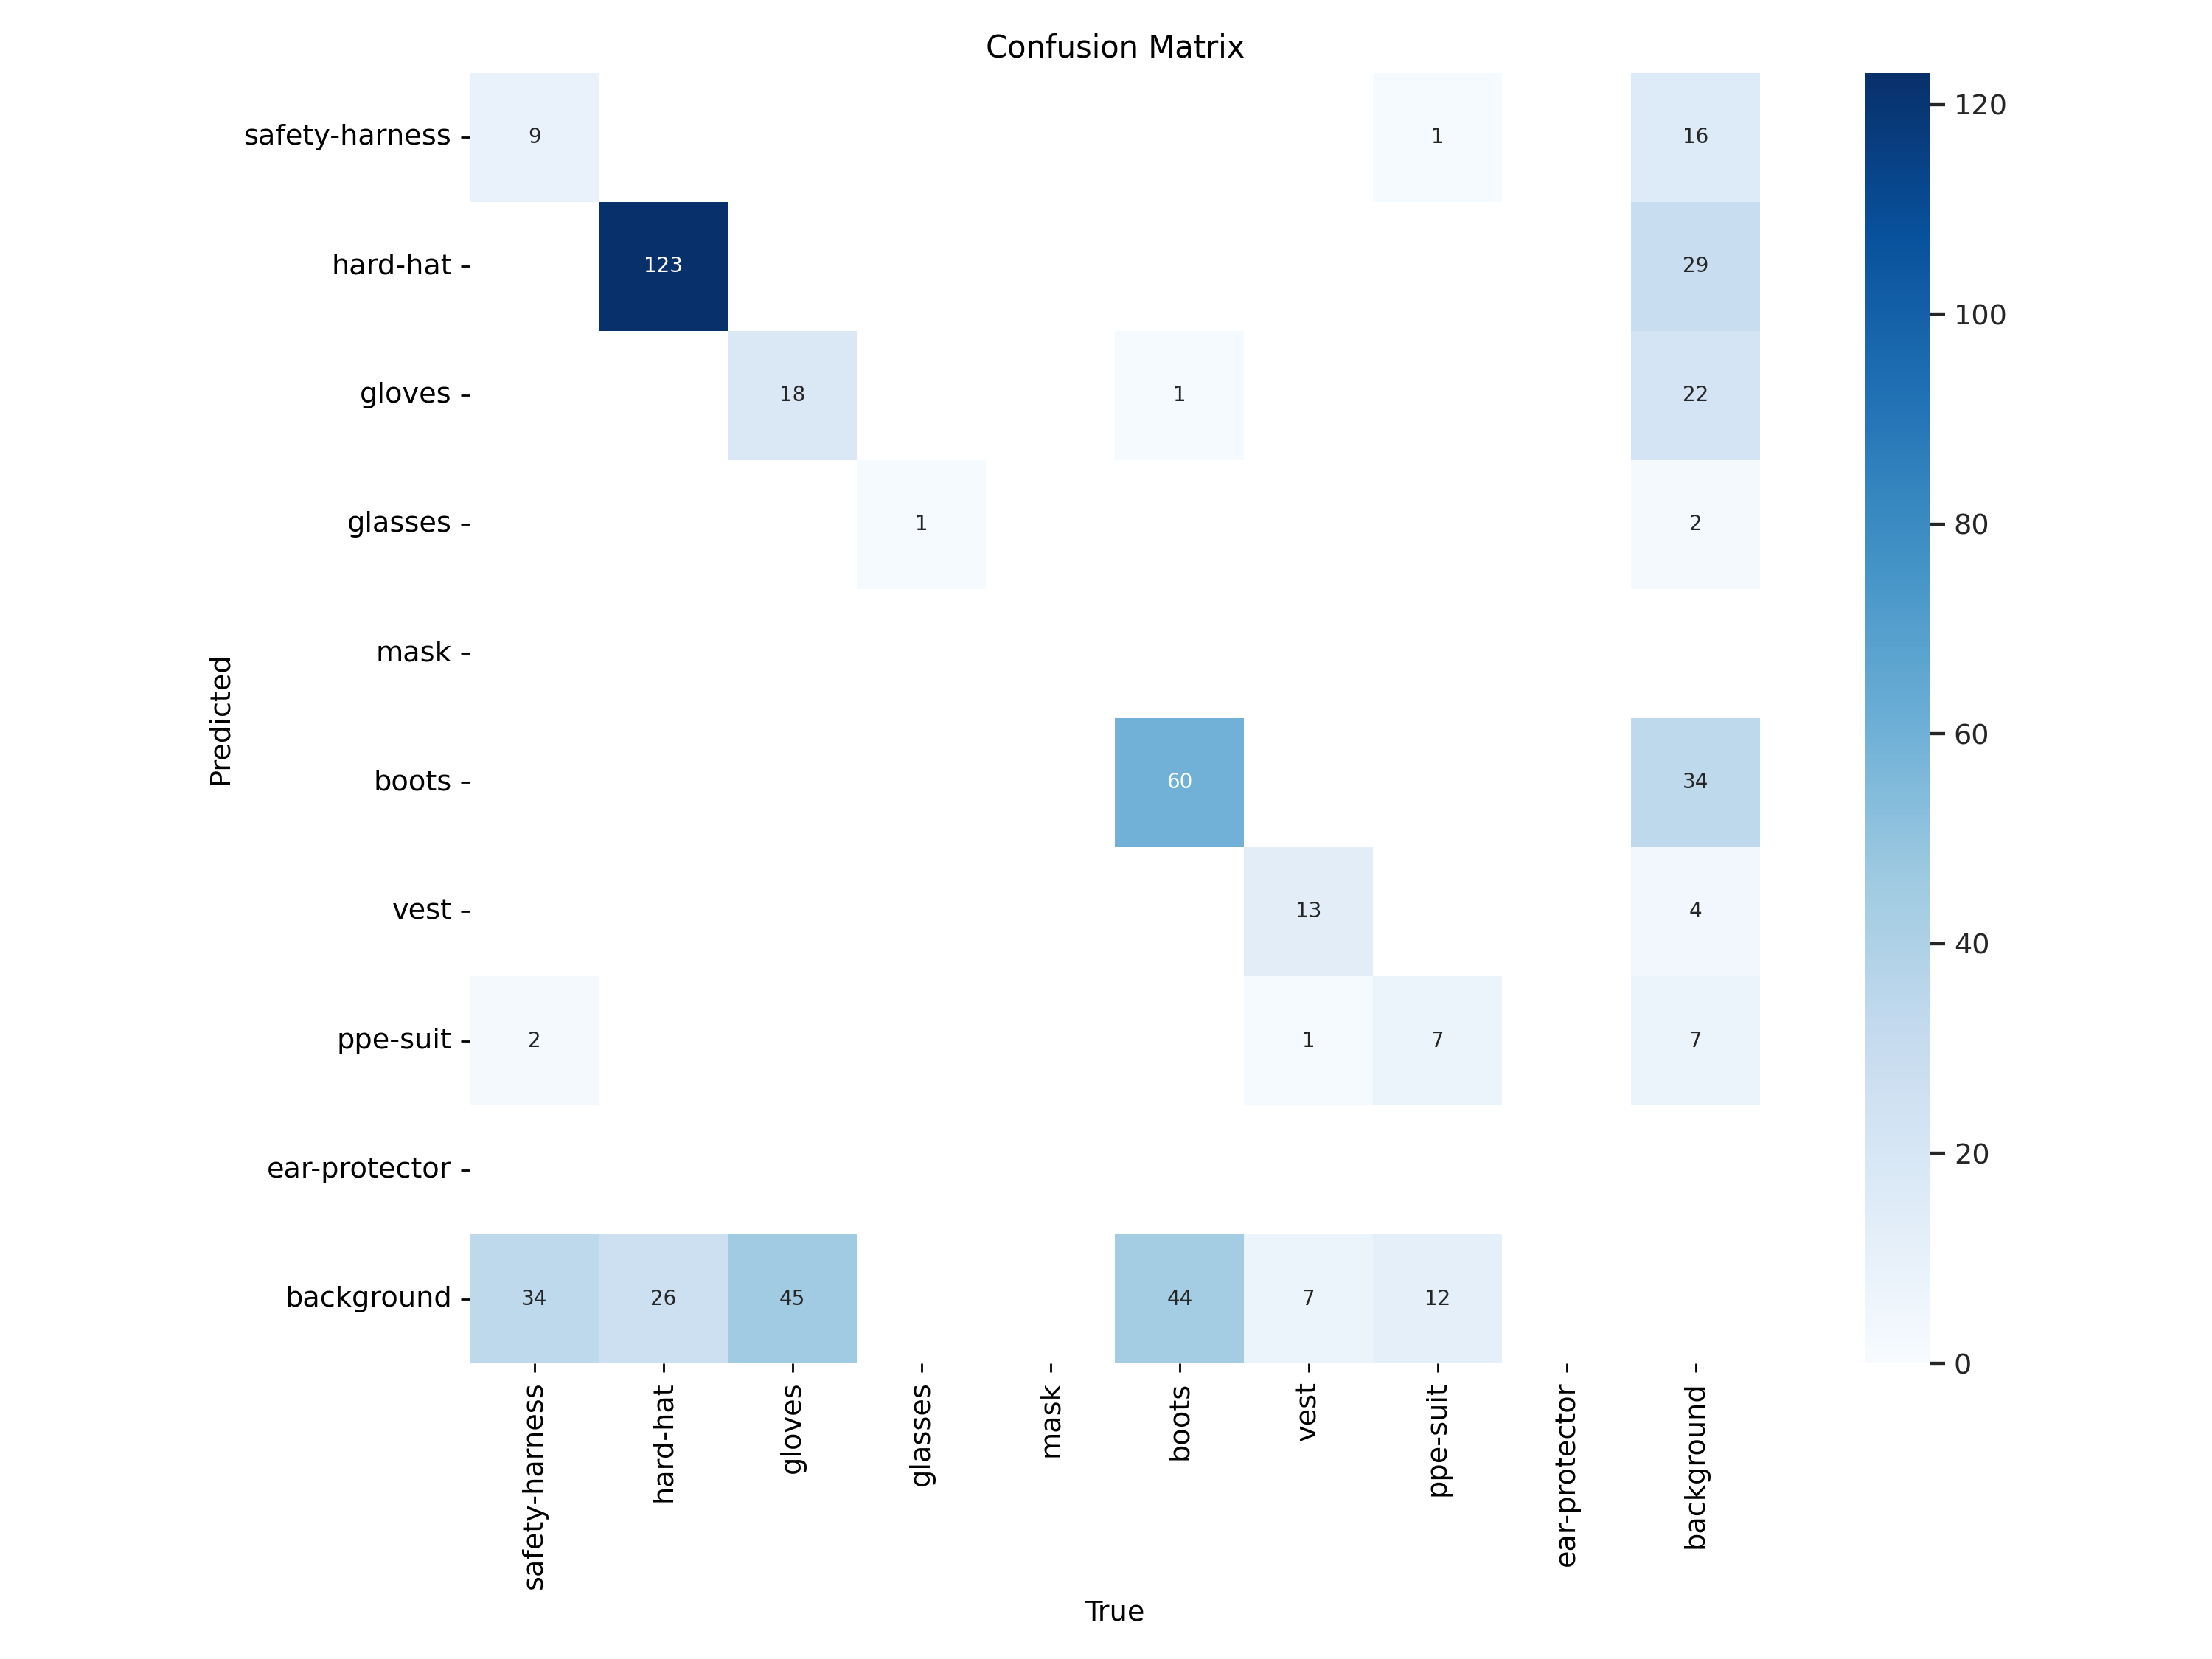 Confusion Matrix
safety-harness 9 1 16
hard-hat 123 29
gloves 18 1 22
glasses 1 2
mask
boots 60 34
vest 13 4
ppe-suit 2 1 7 7
ear-protector
background 34 26 45 44 7 12
Predicted
safety-harness
hard-hat
gloves
glasses
mask
boots
vest
ppe-suit
ear-protector
background
True
120
100
80
60
40
20
0